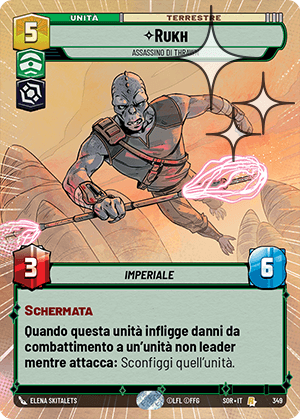 5
UNITÀ
TERRESTRE
RUKH
ASSASSINO DI THRAWN
3
IMPERIALE
6
SCHERMATA
Quando questa unità infligge danni da
combattimento a un'unità non leader
mentre attacca: Sconfiggi quell'unità.
ELENA SKITALETS
©LFL ©FFG
SOR • IT
349